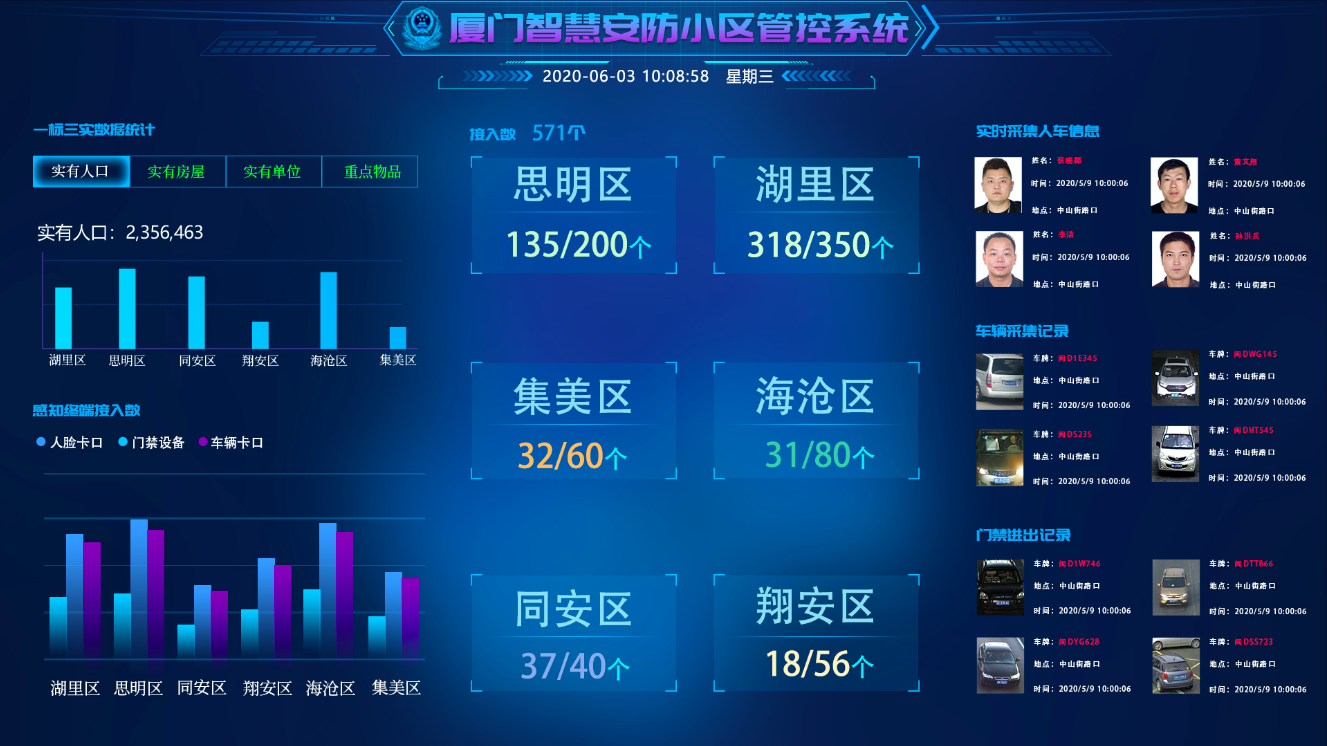 厦门智慧安防小区管控系统
2020-06-03 10:08:58 星期三
一标三实数据统计
实有人口 实有房屋 实有单位 重点物品
实有人口：2,356,463
湖里区 思明区 同安区 翔安区 海沧区 集美区
感知终端接入数
人脸卡口 门禁设备 车辆卡口
湖里区 思明区 同安区 翔安区 海沧区 集美区
接入数 571个
思明区
135/200个
湖里区
318/350个
集美区
32/60个
海沧区
31/80个
同安区
37/40个
翔安区
18/56个
实时采集人车信息
姓名：
时间：2020/5/9 10:00:06
地点：中山街路口
姓名：
时间：2020/5/9 10:00:06
地点：中山街路口
姓名：李洁
时间：2020/5/9 10:00:06
地点：中山街路口
姓名：
时间：2020/5/9 10:00:06
地点：中山街路口
车辆采集记录
车牌：闽D1E345
地点：中山街路口
时间：2020/5/9 10:00:06
车牌：闽DWG145
地点：中山街路口
时间：2020/5/9 10:00:06
车牌：闽DS235
地点：中山街路口
时间：2020/5/9 10:00:06
车牌：闽DHT545
地点：中山街路口
时间：2020/5/9 10:00:06
门禁进出记录
车牌：闽D1W746
地点：中山街路口
时间：2020/5/9 10:00:06
车牌：闽DTT866
地点：中山街路口
时间：2020/5/9 10:00:06
车牌：闽DYG628
地点：中山街路口
时间：2020/5/9 10:00:06
车牌：闽DSS723
地点：中山街路口
时间：2020/5/9 10:00:06